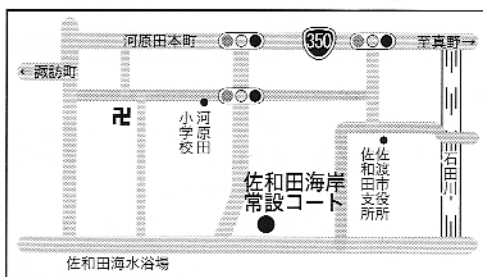 河原田本町
350
至真野→
←諏訪町
卍
河原田
小学校
佐渡市役所
佐和田支所
石田川
佐和田海岸
常設コート
佐和田海水浴場